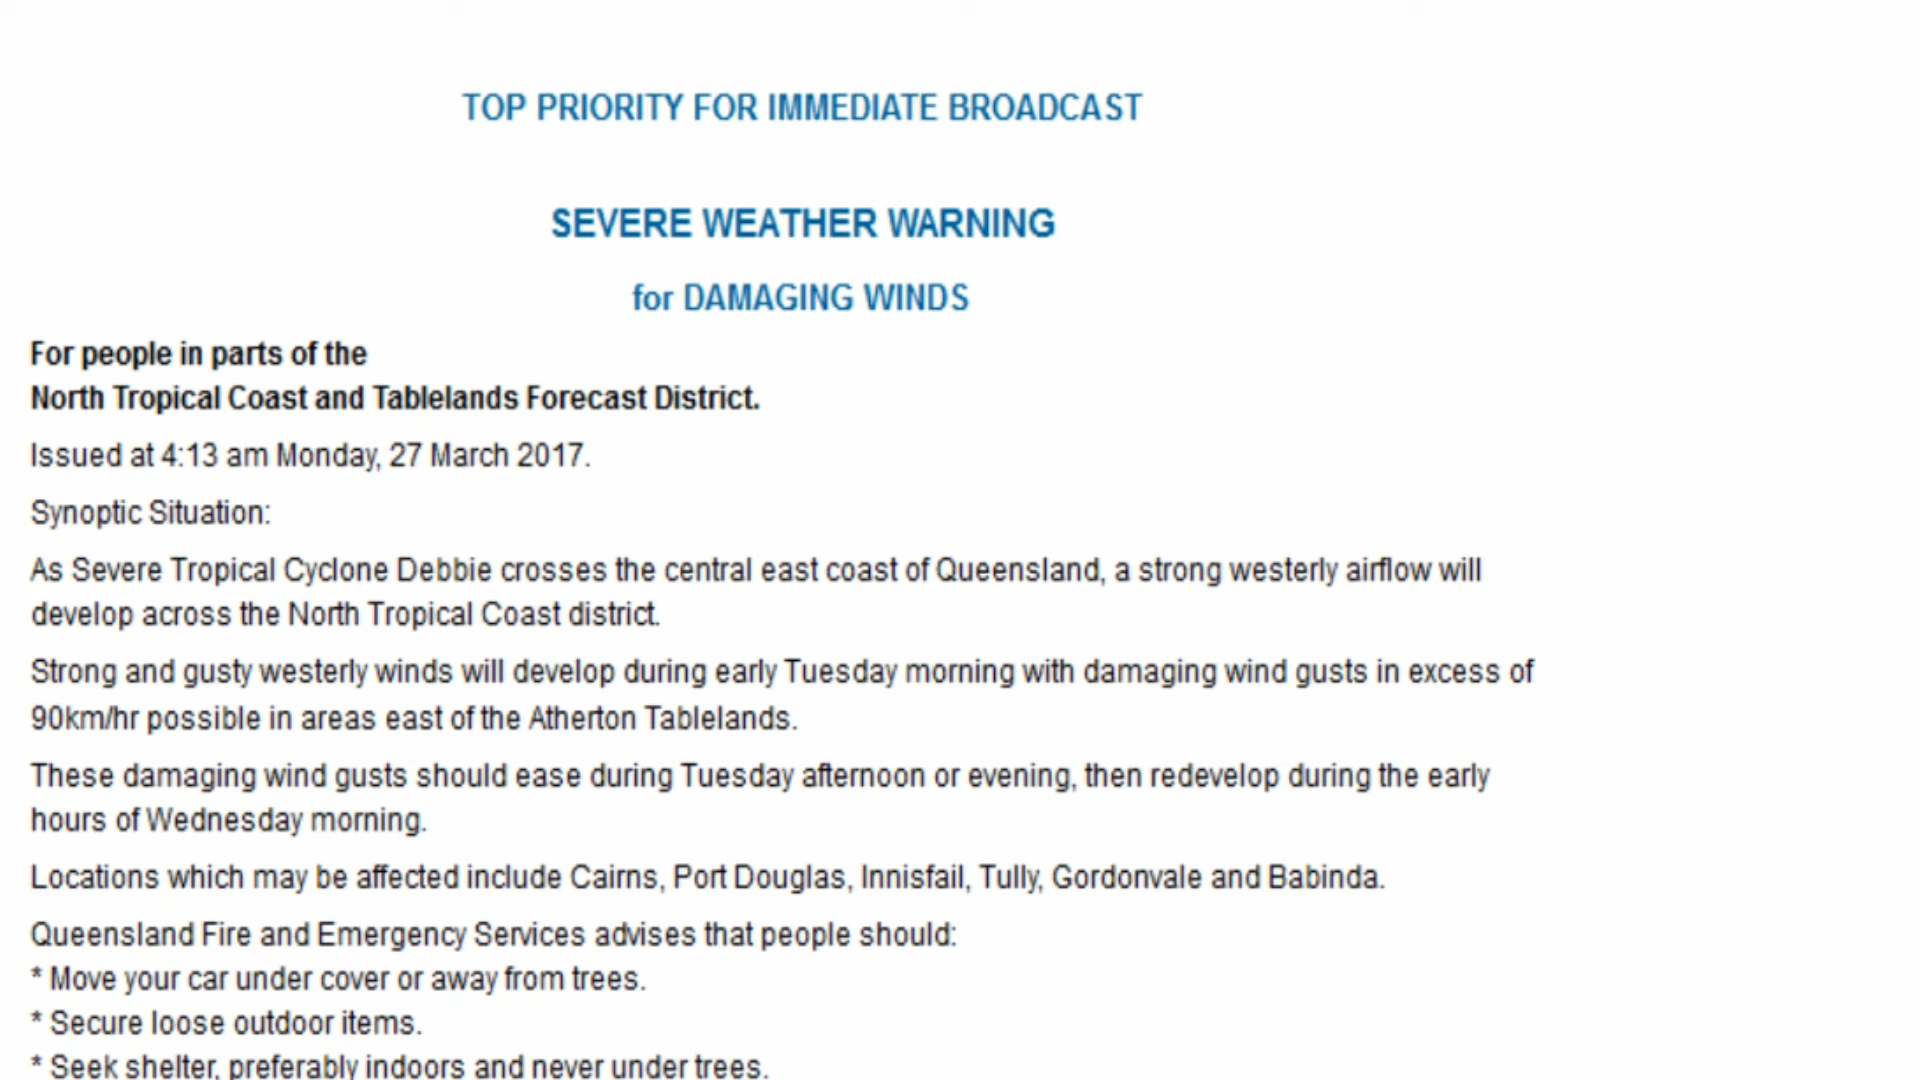 TOP PRIORITY FOR IMMEDIATE BROADCAST
SEVERE WEATHER WARNING
for DAMAGING WINDS
For people in parts of the
North Tropical Coast and Tablelands Forecast District.
Issued at 4:13 am Monday, 27 March 2017.
Synoptic Situation:
As Severe Tropical Cyclone Debbie crosses the central east coast of Queensland, a strong westerly airflow will
develop across the North Tropical Coast district.
Strong and gusty westerly winds will develop during early Tuesday morning with damaging wind gusts in excess of
90km/hr possible in areas east of the Atherton Tablelands.
These damaging wind gusts should ease during Tuesday afternoon or evening, then redevelop during the early
hours of Wednesday morning.
Locations which may be affected include Cairns, Port Douglas, Innisfail, Tully, Gordonvale and Babinda.
Queensland Fire and Emergency Services advises that people should:
* Move your car under cover or away from trees.
* Secure loose outdoor items.
* Seek shelter, preferably indoors and never under trees.